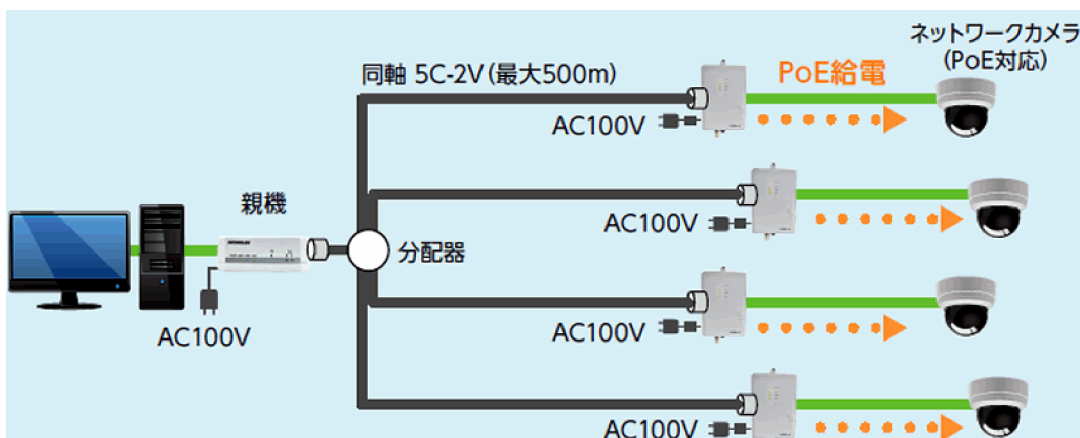 ネットワークカメラ
(PoE対応)
同軸 5C-2V(最大500m)
PoE給電
AC100V
親機
AC100V
分配器
AC100V
AC100V
AC100V